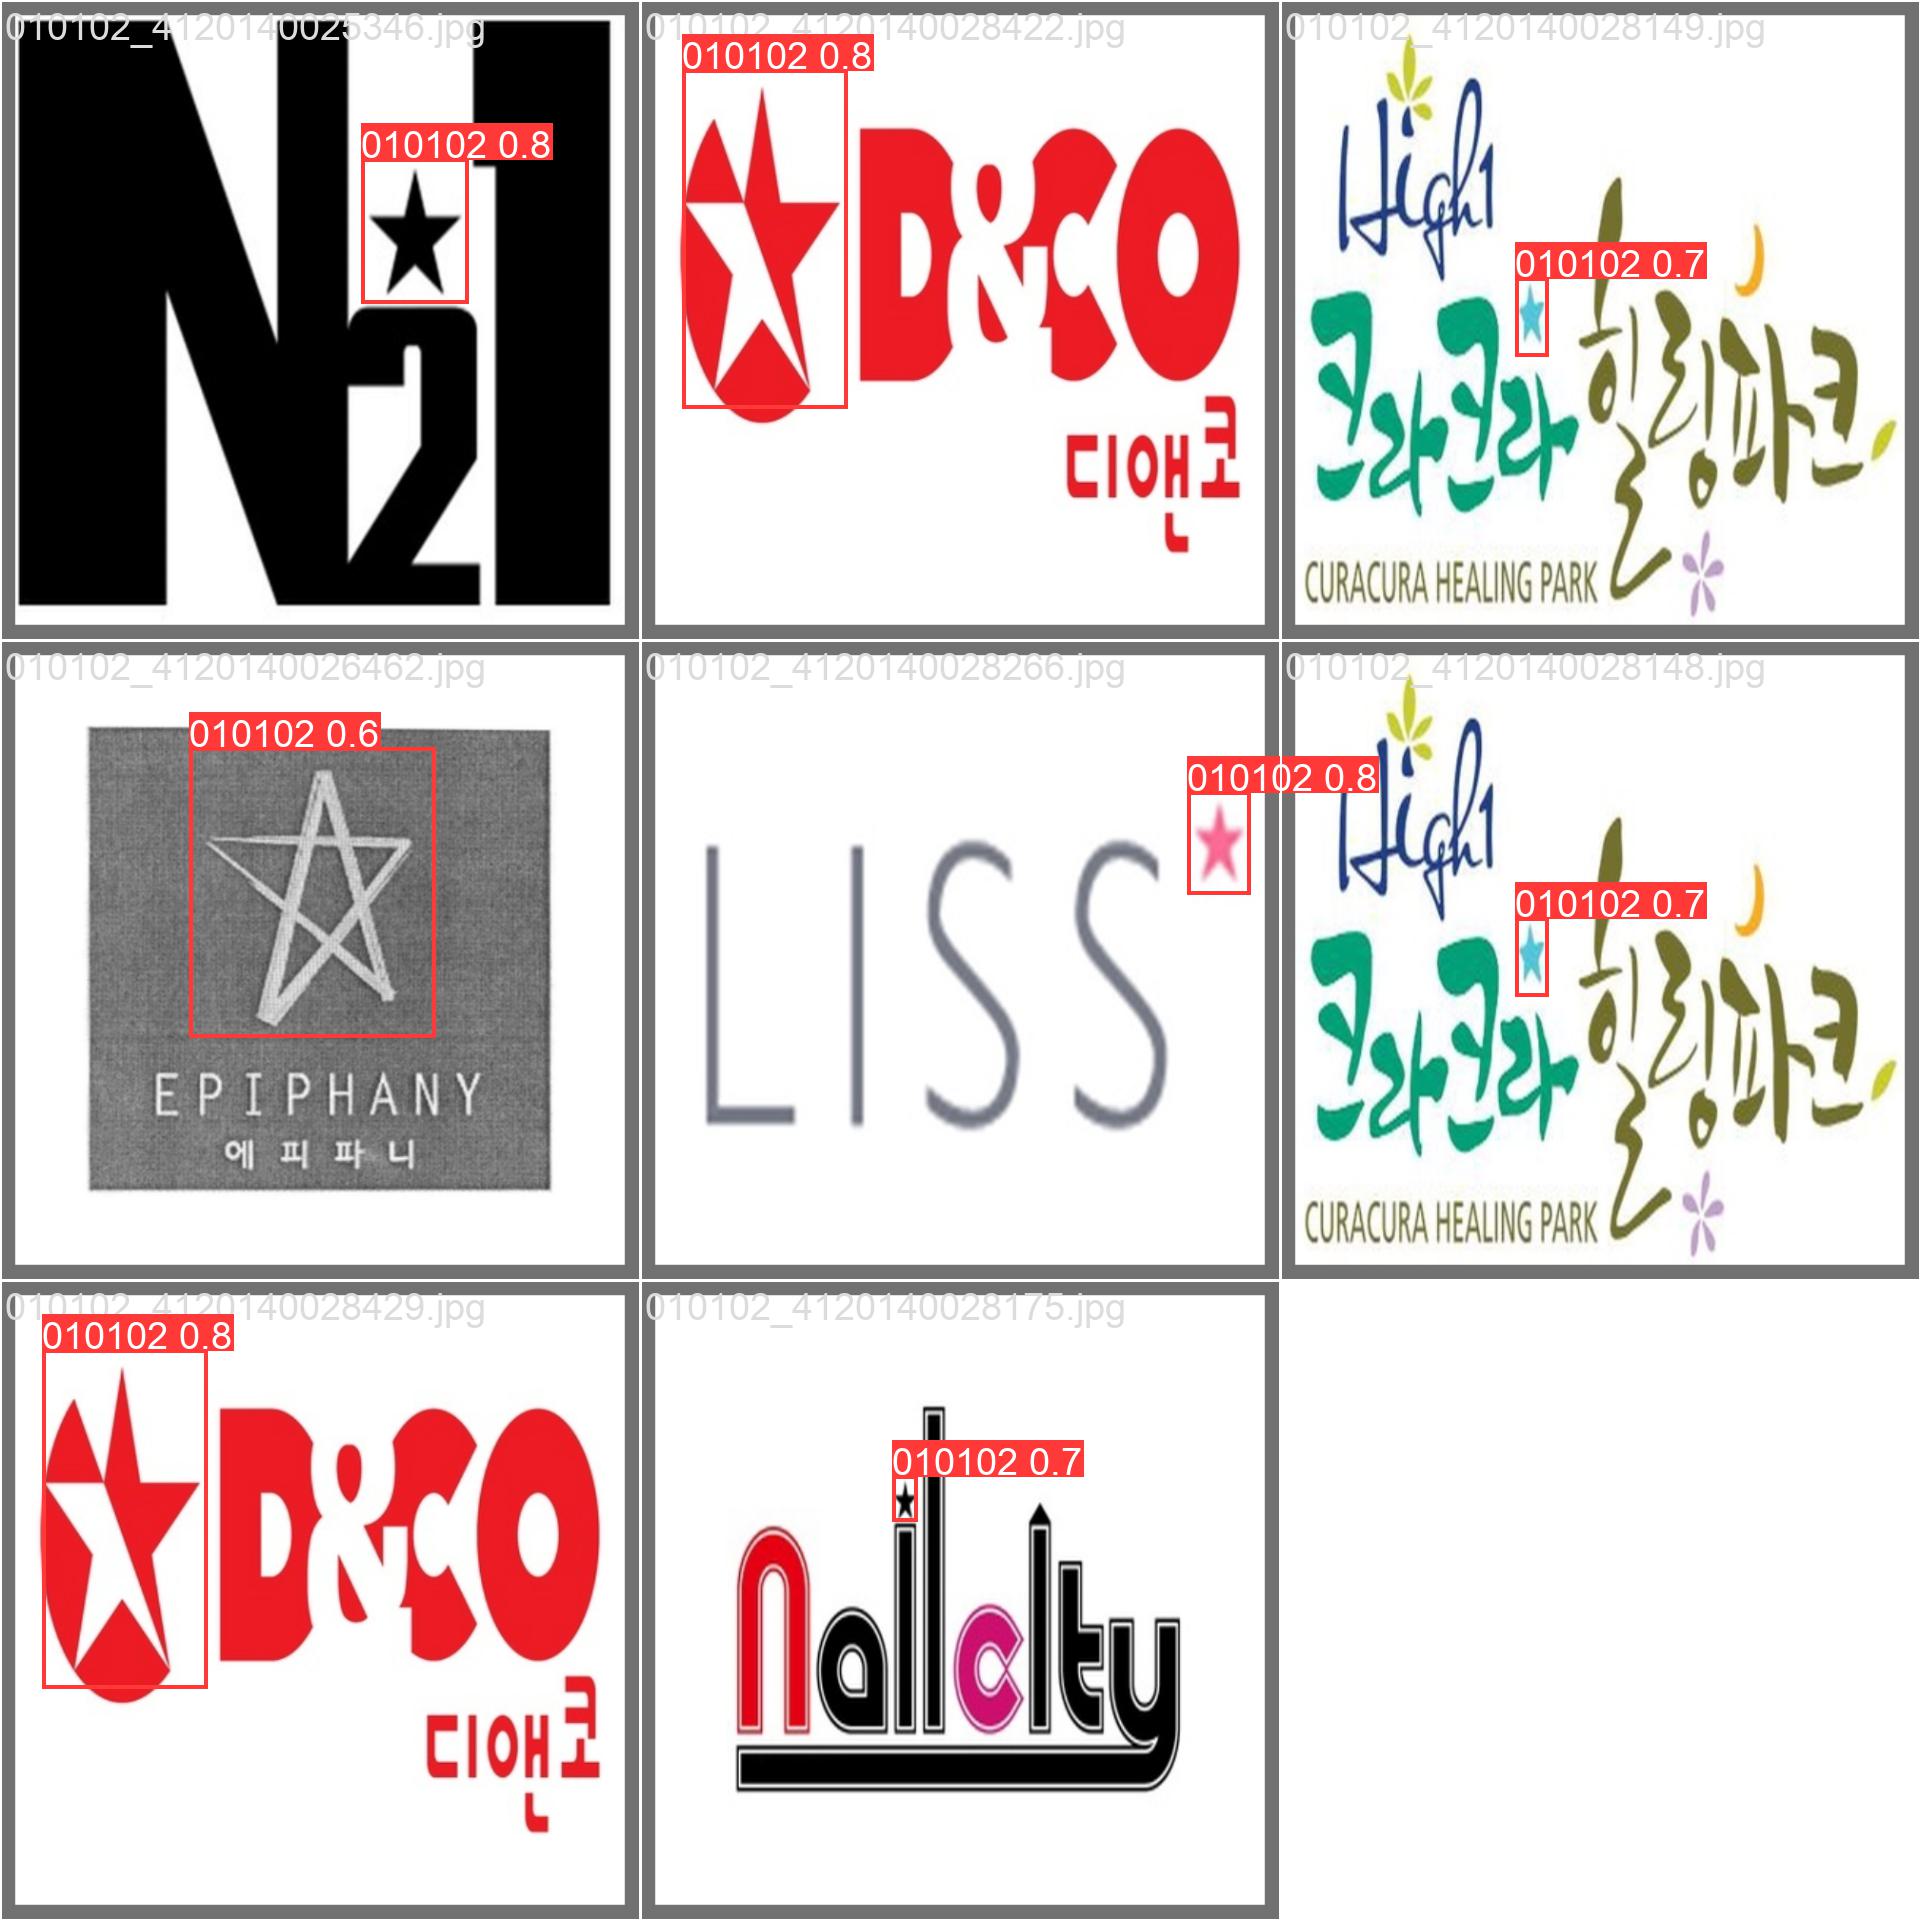 010102_4120140025346.jpg
010102 0.8
N21
010102_4120140028422.jpg
010102 0.8
D&CO
디앤코
010102_4120140028149.jpg
High1
010102 0.7
쿠라쿠라 힐링파크
CURACURA HEALING PARK
010102_4120140026462.jpg
010102 0.6
EPIPHANY
에피파니
010102_4120140028266.jpg
010102 0.8
LISS
010102_4120140028148.jpg
High1
010102 0.7
쿠라쿠라 힐링파크
CURACURA HEALING PARK
010102_4120140028429.jpg
010102 0.8
D&CO
디앤코
010102_4120140028175.jpg
010102 0.7
nailcity